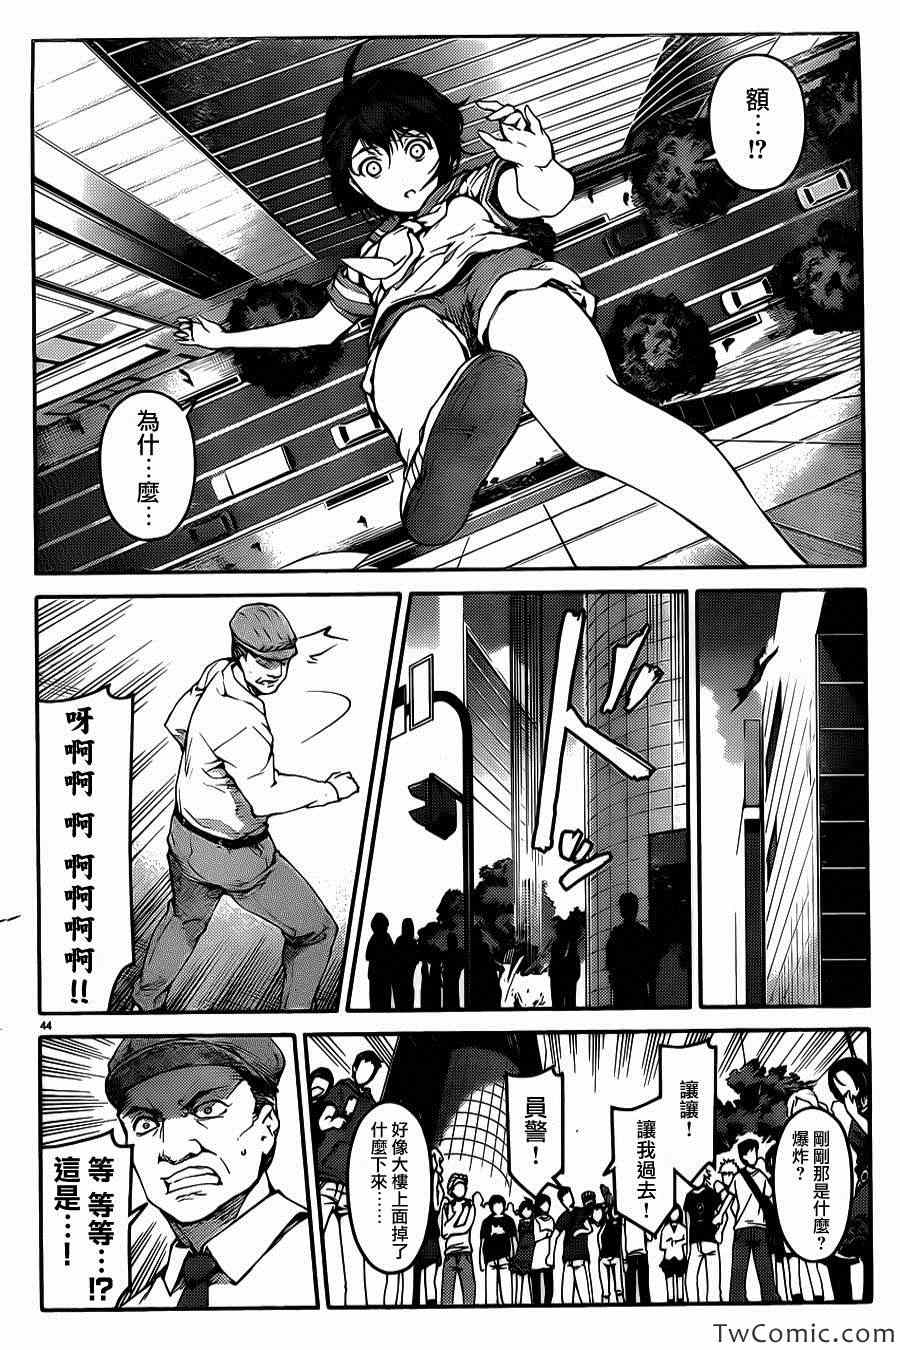 額…!?
為什…麼…
ド
呀啊啊 啊 啊啊啊啊!!
44
剛剛那是什麼?
爆炸?
讓讓!
讓我過去!
員警!
好像大樓上面掉了
什麼下來……
等 等等…!?
這是…!
TwComic.com